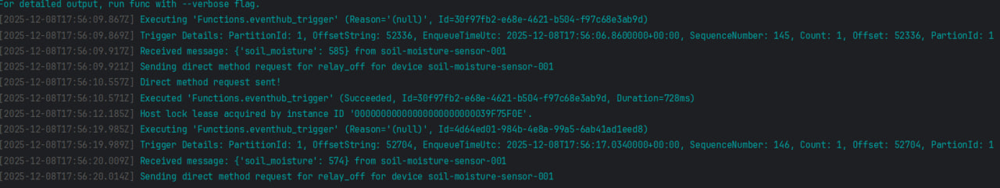 For detailed output, run func with --verbose flag.
[2025-12-08T17:56:09.867Z] Executing 'Functions.eventhub_trigger' (Reason='(null)', Id=30f97fb2-e68e-4621-b504-f97c68e3ab9d)
[2025-12-08T17:56:09.869Z] Trigger Details: PartitionId: 1, OffsetString: 52336, EnqueueTimeUtc: 2025-12-08T17:56:06.8600000+00:00, SequenceNumber: 145, Count: 1, Offset: 52336, PartionId: 1
[2025-12-08T17:56:09.917Z] Received message: {'soil_moisture': 585} from soil-moisture-sensor-001
[2025-12-08T17:56:09.921Z] Sending direct method request for relay_off for device soil-moisture-sensor-001
[2025-12-08T17:56:10.557Z] Direct method request sent!
[2025-12-08T17:56:10.571Z] Executed 'Functions.eventhub_trigger' (Succeeded, Id=30f97fb2-e68e-4621-b504-f97c68e3ab9d, Duration=728ms)
[2025-12-08T17:56:12.185Z] Host lock lease acquired by instance ID '00000000000000000000000039F75F0E'.
[2025-12-08T17:56:19.985Z] Executing 'Functions.eventhub_trigger' (Reason='(null)', Id=4d64ed01-984b-4e8a-99a5-6ab41ad1eed8)
[2025-12-08T17:56:19.989Z] Trigger Details: PartitionId: 1, OffsetString: 52704, EnqueueTimeUtc: 2025-12-08T17:56:17.0340000+00:00, SequenceNumber: 146, Count: 1, Offset: 52704, PartionId: 1
[2025-12-08T17:56:20.009Z] Received message: {'soil_moisture': 574} from soil-moisture-sensor-001
[2025-12-08T17:56:20.014Z] Sending direct method request for relay_off for device soil-moisture-sensor-001